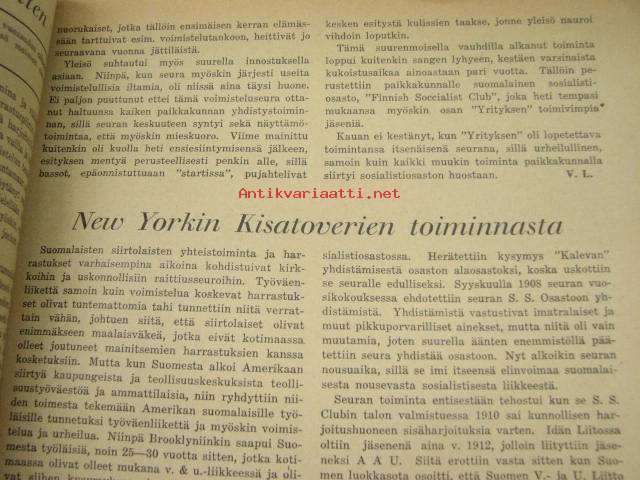 nuorukaiset, jotka tällöin ensimäisen kerran elämäs-
sään tarttuivat esim. voimistelutankoon, heittivät jo
seuraavana vuonna jättiläistä.
Yleisö suhtautui myös suurella innostuksella
asiaan. Niinpä, kun seura myöskin järjesti useita
voimistelullisia iltamia, oli niissä aina täysi huone.
Ei paljon puuttunut ettei tämä voimisteluseura otta-
nut haltuunsa kaiken paikkakunnan yhdistystoimin-
nan, sillä seuran keskuuteen syntyi sekä näyttämö-
toimintaa, että myöskin mieskuoro. Viime mainittu
kuitenkin oli kuolla heti ensiesiintymisensä jälkeen,
esityksen mentyä perusteellisesti penkin alle, sillä
bassot, epäonnistuttuaan "startissa", pujahtelivat
kesken esitystä kulissien taakse, jonne yleisö nauroi
vihdoin loputkin.
Tämä suurenmoisella vauhdilla alkanut toiminta
loppui kuitenkin sangen lyhyeen, kestäen varsinaista
kukoistusaikaa ainoastaan pari vuotta. Tällöin pe-
rustettiin paikkakunnalle suomalainen sosialisti-
osasto, "Finnish Soccialist Club", joka heti tempasi
mukaansa myöskin osan "Yrityksen" toimivimpia
jäseniä.
Kauan ei kestänyt, kun "Yrityksen" oli lopetettava
toimintansa itsenäisenä seurana, sillä urheilullinen,
samoin kuin kaikki muukin toiminta paikkakunnalla
siirtyi sosialistiosaston huostaan. V. L.
Antikvariaatti.net
New Yorkin Kisatoverien toiminnasta
Suomalaisten siirtolaisten yhteistoiminta ja har-
rastukset varhaisempina aikoina kohdistuivat kirk-
koihin ja uskonnollisiin raittiusseuroihin. Työväen-
liikettä samoin kuin voimistelua koskevat harrastuk-
set olivat tuntemattomia tahi tunnettiin niitä verrat-
tain vähän, johtuen siitä, että siirtolaiset olivat
enimmäkseen maalaisväkeä, jotka eivät kotimaassa
olleet joutuneet mainitsemien harrastuksien kanssa
kosketuksiin. Mutta kun Suomesta alkoi Amerikaan
siirtyä kaupungeista ja teollisuuskeskuksista teolli-
suustyöväestöä ja ammattilaisia, niin ryhdyttiin nii-
den toimesta tekemään Amerikan suomalaisille työ-
läisille tunnetuksi työväenliikettä ja myöskin voimis-
telua ja urheilua. Niinpä Brooklyniinkin saapui Suo-
mesta työläisiä, noin 25—30 vuotta sitten, jotka koti-
maassa olivat olleet mukana v. & u.-liikkeessä ja oli-
sialistiosastossa. Herätettiin kysymys "Kalevan"
yhdistämisestä osaston alaosastoksi, koska uskottiin
se seuralle edulliseksi. Syyskuulla 1908 seuran vuo-
sikokouksessa ehdotettiin seuran S. S. Osastoon yh-
distämistä. Yhdistämistä vastustivat imatralaiset ja
muut pikkuporvarilliset ainekset, mutta niitä oli vain
muutamia, joten suurella äänten enemmistöllä pää-
tettiin seura yhdistää osastoon. Nyt alkoikin seuran
nousuaika, sillä se imi itseensä elinvoimaa suomalai-
sesta nousevasta sosialistisesta liikkeestä.
Seuran toiminta entisestään tehostui kun se S. S.
Clubin talon valmistuessa 1910 sai kunnollisen har-
joitushuoneen sisäharjoituksia varten. Idän Liittoon
oltiin jäsenenä aina v. 1912, jolloin liityttiin jäse-
neksi A A U. Siitä erottiin vasta sitten kun Suo-
men luokkasota osoitti, että Suomen V.- ja U. Liitto